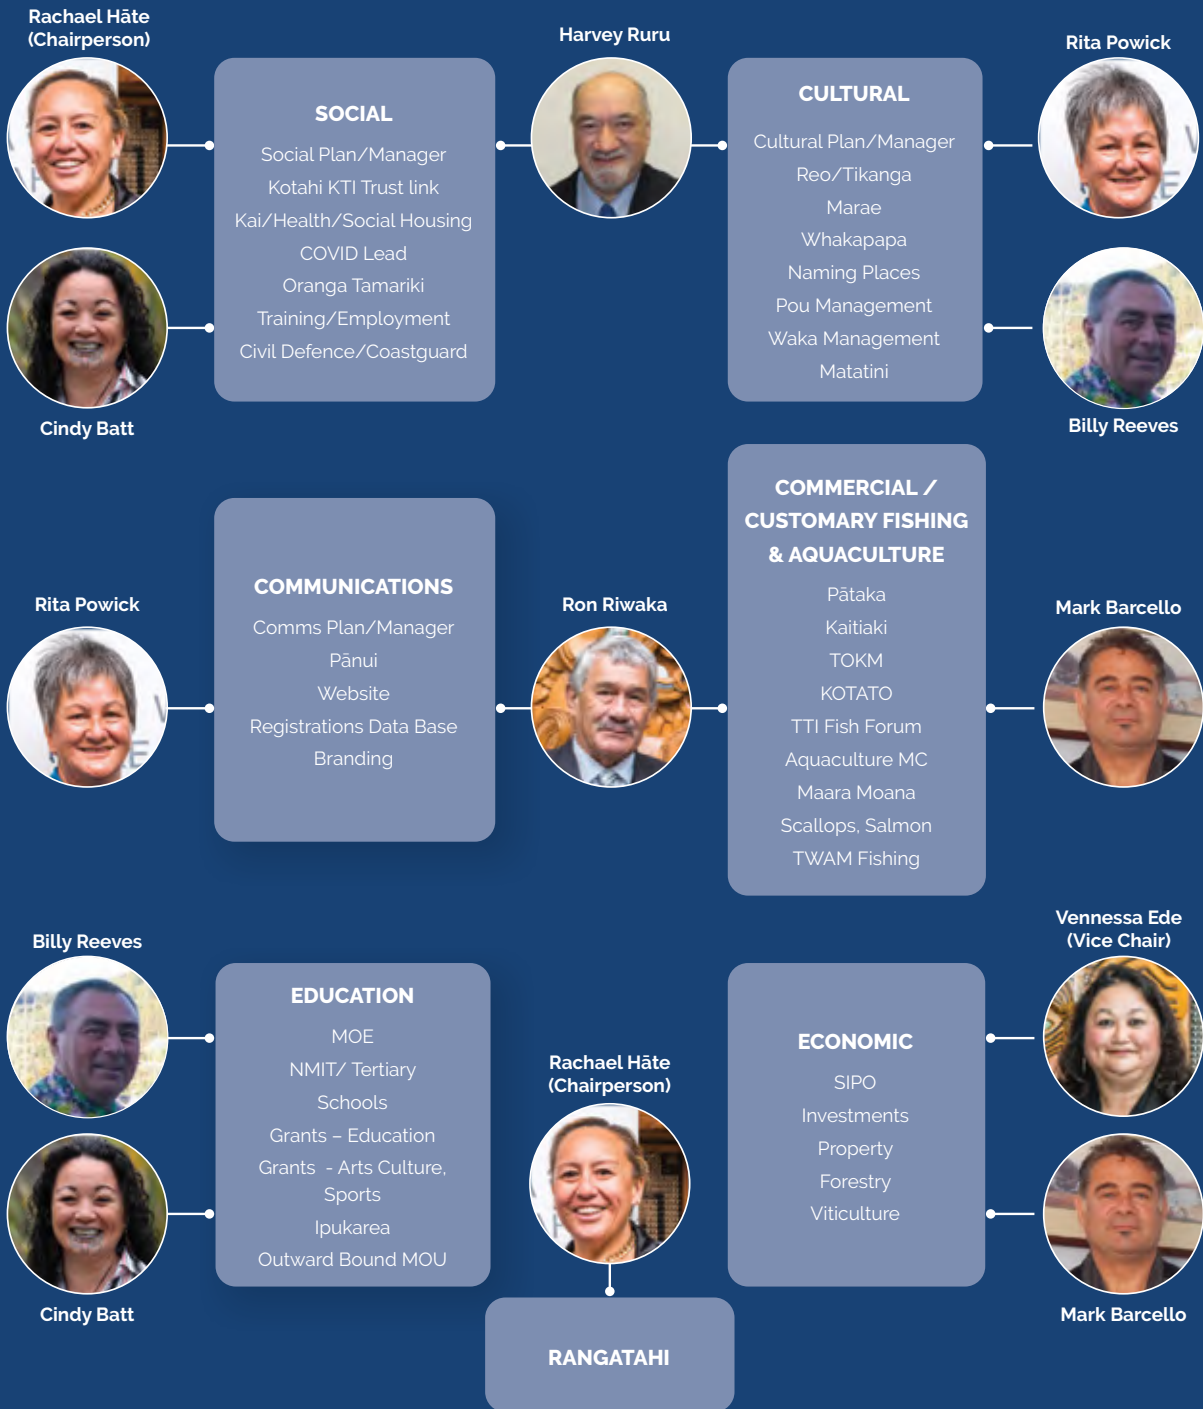 Rachael Hāte
(Chairperson)
Harvey Ruru
Rita Powick
SOCIAL
Social Plan/Manager
Kotahi KTI Trust link
Kai/Health/Social Housing
COVID Lead
Oranga Tamariki
Training/Employment
Civil Defence/Coastguard
CULTURAL
Cultural Plan/Manager
Reo/Tikanga
Marae
Whakapapa
Naming Places
Pou Management
Waka Management
Matatini
Cindy Batt
Billy Reeves
Rita Powick
COMMUNICATIONS
Comms Plan/Manager
Pānui
Website
Registrations Data Base
Branding
Ron Riwaka
COMMERCIAL /
CUSTOMARY FISHING
& AQUACULTURE
Pātaka
Kaitiaki
TOKM
KOTATO
TTI Fish Forum
Aquaculture MC
Maara Moana
Scallops, Salmon
TWAM Fishing
Mark Barcello
Billy Reeves
EDUCATION
MOE
NMIT/ Tertiary
Schools
Grants – Education
Grants  - Arts Culture,
Sports
Ipukarea
Outward Bound MOU
Cindy Batt
Rachael Hāte
(Chairperson)
ECONOMIC
SIPO
Investments
Property
Forestry
Viticulture
Vennessa Ede
(Vice Chair)
Mark Barcello
RANGATAHI